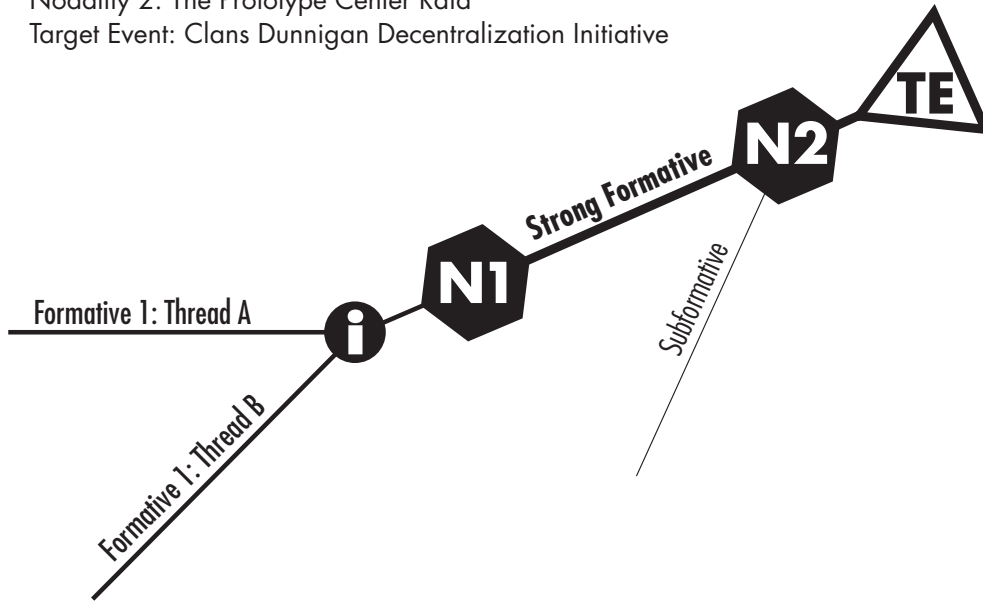 Nodality 2: The Prototype Center Raid
Target Event: Clans Dunnigan Decentralization Initiative
TE
N2
Strong Formative
N1
Subformative
Formative 1: Thread A
i
Formative 1: Thread B